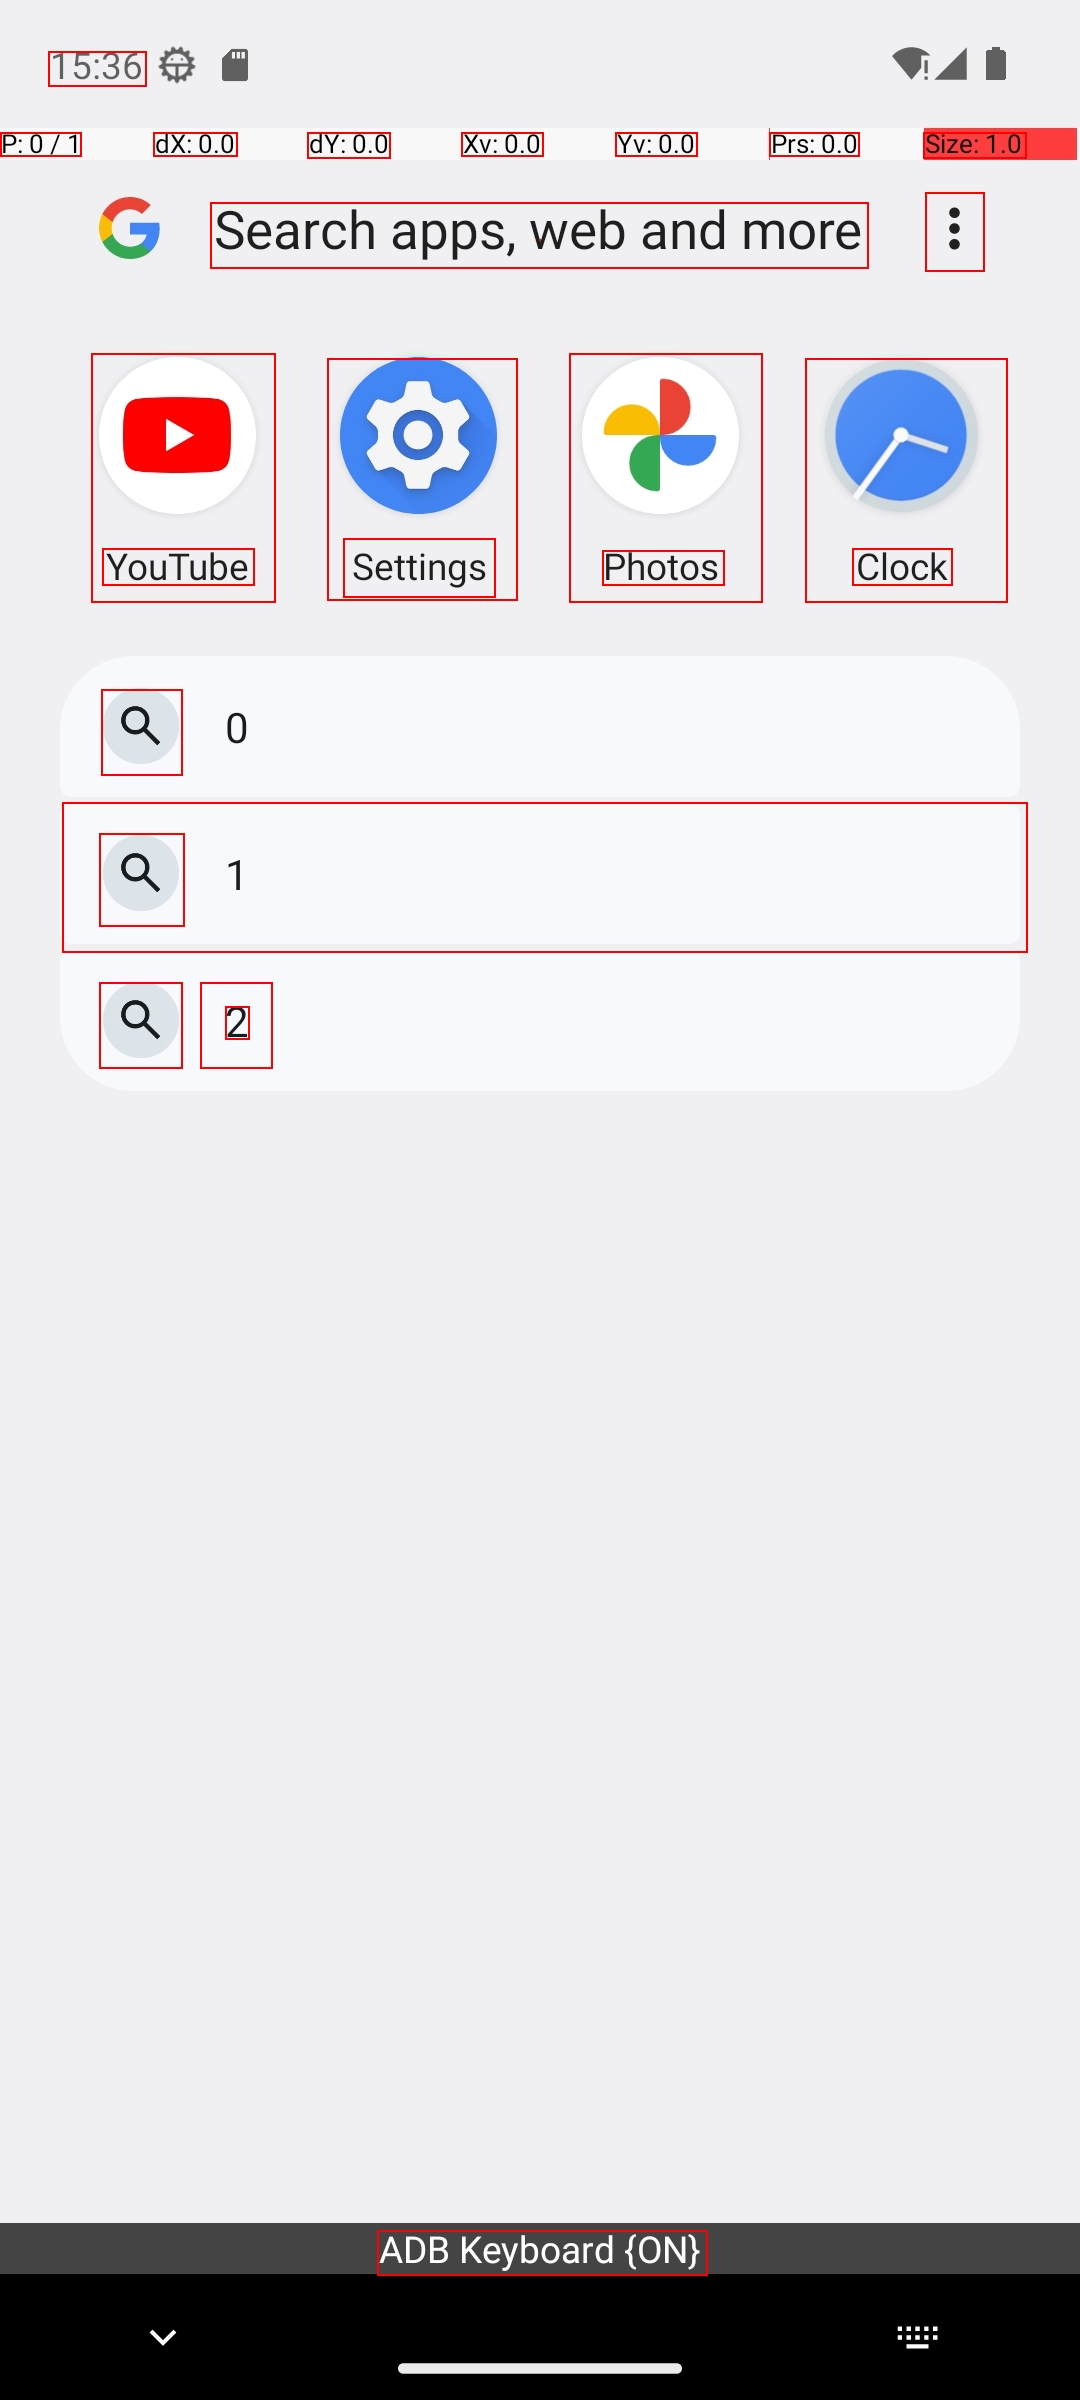 15:36
P: 0 / 1 dX: 0.0 dY: 0.0 Xv: 0.0 Yv: 0.0 Prs: 0.0 Size: 1.0
Search apps, web and more
YouTube Settings Photos Clock
0
1
2
ADB Keyboard {ON}